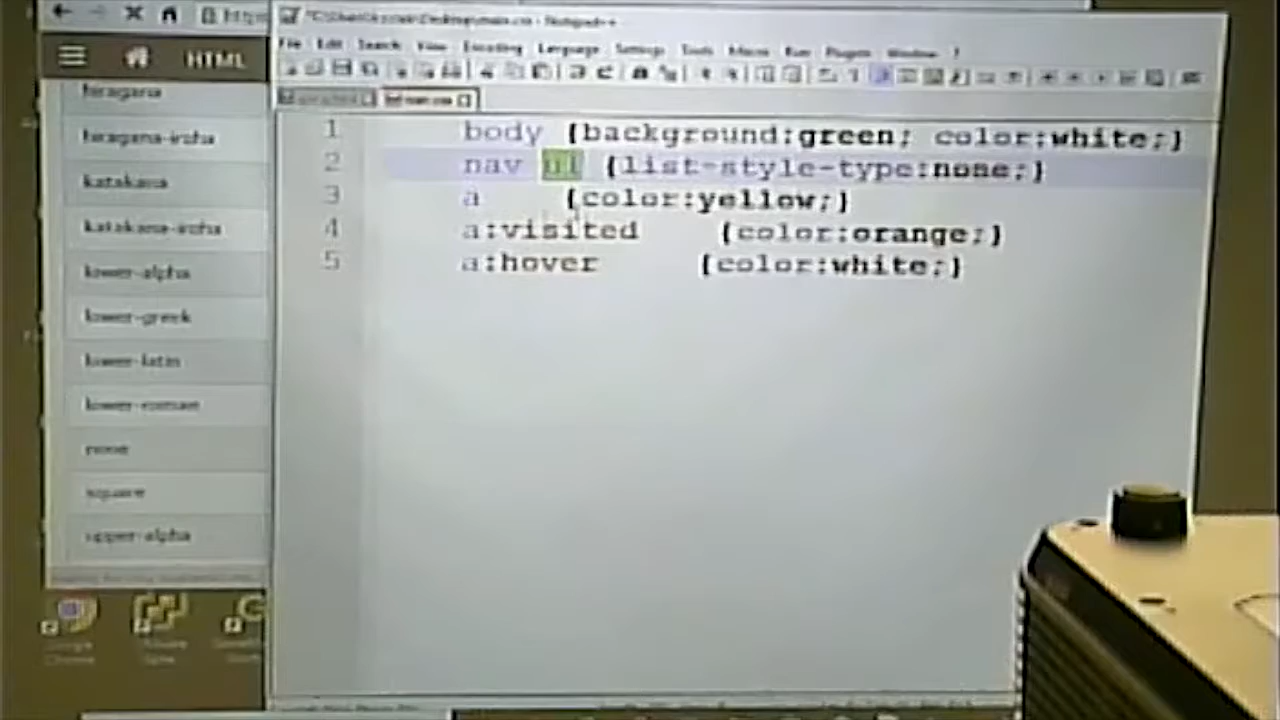 HTML
File Edit Search View Encoding Language Settings Tools Macro Run Plugins Window ?
hiragana
hiragana-iroha
katakana
katakana-iroha
lower-alpha
lower-greek
lower-latin
lower-roman
none
square
upper-alpha
1 body {background:green; color:white;}
2 nav ul {list-style-type:none;}
3 a {color:yellow;}
4 a:visited {color:orange;}
5 a:hover {color:white;}
Google
Chrome